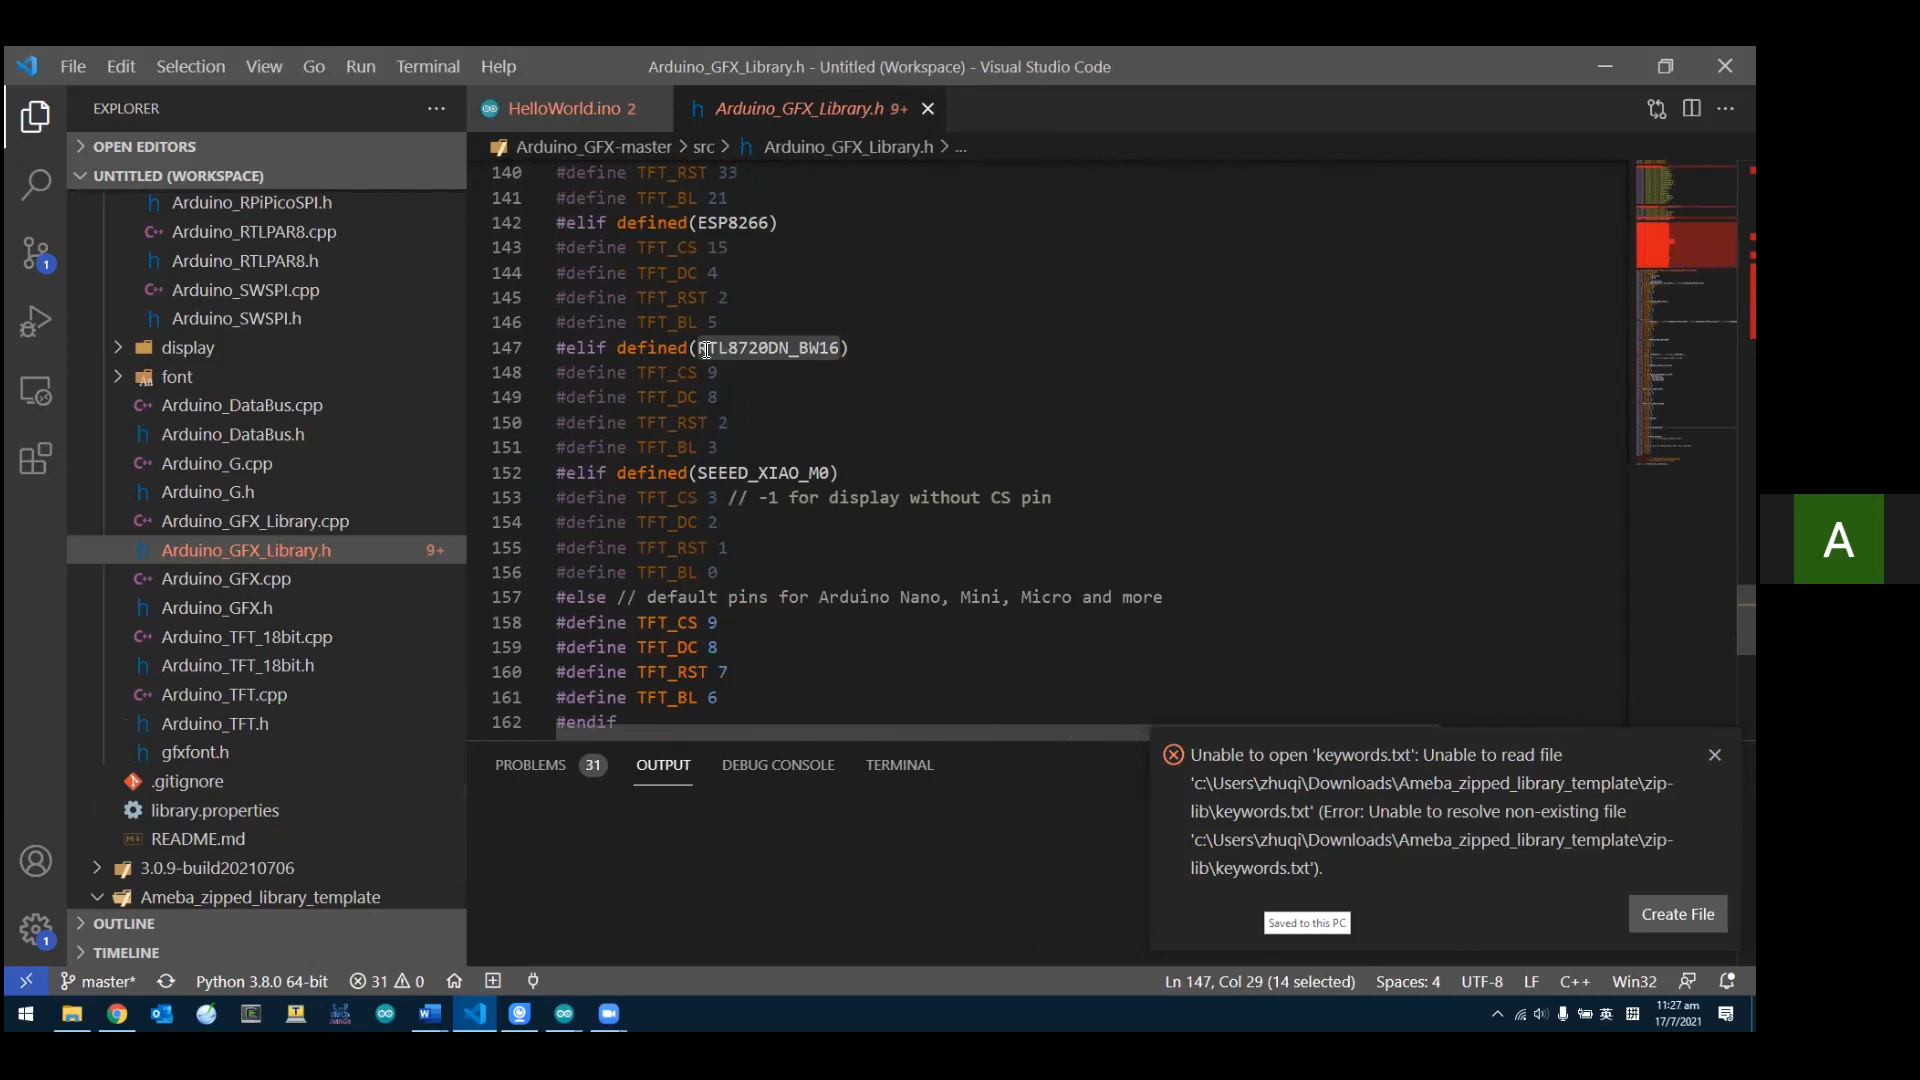 File Edit Selection View Go Run Terminal Help
Arduino_GFX_Library.h - Untitled (Workspace) - Visual Studio Code
EXPLORER
HelloWorld.ino 2
Arduino_GFX_Library.h 9+
OPEN EDITORS
UNTITLED (WORKSPACE)
Arduino_GFX-master > src > Arduino_GFX_Library.h > ...
Arduino_RPiPicoSPI.h
Arduino_RTLPAR8.cpp
Arduino_RTLPAR8.h
Arduino_SWSPI.cpp
Arduino_SWSPI.h
display
font
Arduino_DataBus.cpp
Arduino_DataBus.h
Arduino_G.cpp
Arduino_G.h
Arduino_GFX_Library.cpp
Arduino_GFX_Library.h 9+
Arduino_GFX.cpp
Arduino_GFX.h
Arduino_TFT_18bit.cpp
Arduino_TFT_18bit.h
Arduino_TFT.cpp
Arduino_TFT.h
gfxfont.h
.gitignore
library.properties
README.md
3.0.9-build20210706
Ameba_zipped_library_template
OUTLINE
TIMELINE
140 #define TFT_RST 33
141 #define TFT_BL 21
142 #elif defined(ESP8266)
143 #define TFT_CS 15
144 #define TFT_DC 4
145 #define TFT_RST 2
146 #define TFT_BL 5
147 #elif defined(RTL8720DN_BW16)
148 #define TFT_CS 9
149 #define TFT_DC 8
150 #define TFT_RST 2
151 #define TFT_BL 3
152 #elif defined(SEEED_XIAO_M0)
153 #define TFT_CS 3 // -1 for display without CS pin
154 #define TFT_DC 2
155 #define TFT_RST 1
156 #define TFT_BL 0
157 #else // default pins for Arduino Nano, Mini, Micro and more
158 #define TFT_CS 9
159 #define TFT_DC 8
160 #define TFT_RST 7
161 #define TFT_BL 6
162 #endif
PROBLEMS 31 OUTPUT DEBUG CONSOLE TERMINAL
Unable to open 'keywords.txt': Unable to read file
'c:\Users\zhuqi\Downloads\Ameba_zipped_library_template\zip-
lib\keywords.txt' (Error: Unable to resolve non-existing file
'c:\Users\zhuqi\Downloads\Ameba_zipped_library_template\zip-
lib\keywords.txt').
Saved to this PC
Create File
1
1
A
master* Python 3.8.0 64-bit 31 0
Ln 147, Col 29 (14 selected) Spaces: 4 UTF-8 LF C++ Win32
英 拼
11:27 am
17/7/2021